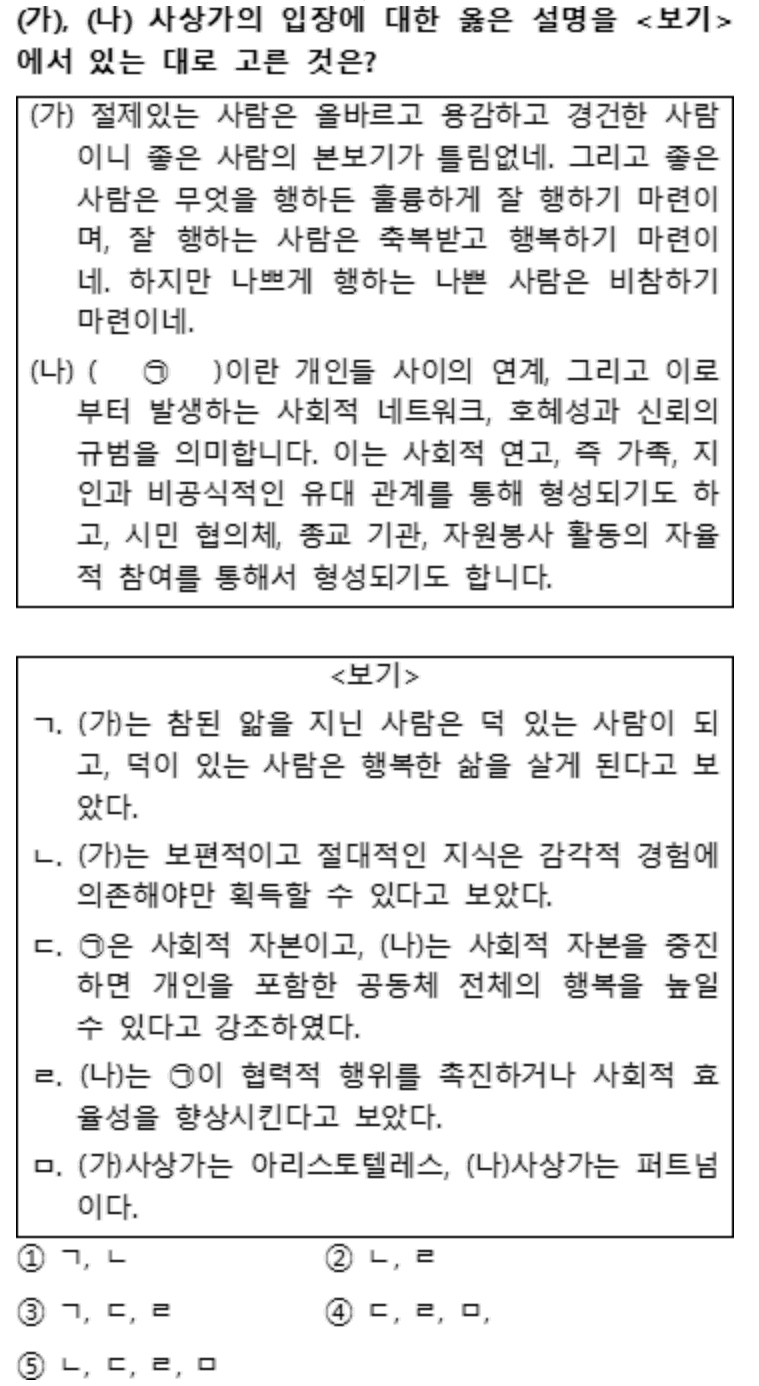 (가), (나) 사상가의 입장에 대한 옳은 설명을 <보기>
에서 있는 대로 고른 것은?
(가) 절제있는 사람은 올바르고 용감하고 경건한 사람
이니 좋은 사람의 본보기가 틀림없네. 그리고 좋은
사람은 무엇을 행하든 훌륭하게 잘 행하기 마련이
며, 잘 행하는 사람은 축복받고 행복하기 마련이
네. 하지만 나쁘게 행하는 나쁜 사람은 비참하기
마련이네.
(나) ( ㉠ )이란 개인들 사이의 연계, 그리고 이로
부터 발생하는 사회적 네트워크, 호혜성과 신뢰의
규범을 의미합니다. 이는 사회적 연고, 즉 가족, 지
인과 비공식적인 유대 관계를 통해 형성되기도 하
고, 시민 협의체, 종교 기관, 자원봉사 활동의 자율
적 참여를 통해서 형성되기도 합니다.
<보기>
ㄱ. (가)는 참된 앎을 지닌 사람은 덕 있는 사람이 되
고, 덕이 있는 사람은 행복한 삶을 살게 된다고 보
았다.
ㄴ. (가)는 보편적이고 절대적인 지식은 감각적 경험에
의존해야만 획득할 수 있다고 보았다.
ㄷ. ㉠은 사회적 자본이고, (나)는 사회적 자본을 증진
하면 개인을 포함한 공동체 전체의 행복을 높일
수 있다고 강조하였다.
ㄹ. (나)는 ㉠이 협력적 행위를 촉진하거나 사회적 효
율성을 향상시킨다고 보았다.
ㅁ. (가)사상가는 아리스토텔레스, (나)사상가는 퍼트넘
이다.
① ㄱ, ㄴ ② ㄴ, ㄹ
③ ㄱ, ㄷ, ㄹ ④ ㄷ, ㄹ, ㅁ,
⑤ ㄴ, ㄷ, ㄹ, ㅁ